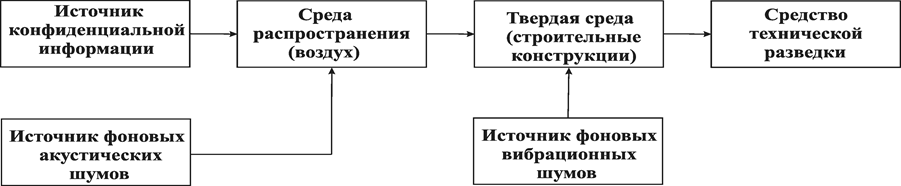 Источник
конфиденциальной
информации
Среда
распространения
(воздух)
Твердая среда
(строительные
конструкции)
Средство
технической
разведки
Источник фоновых
акустических
шумов
Источник фоновых
вибрационных
шумов